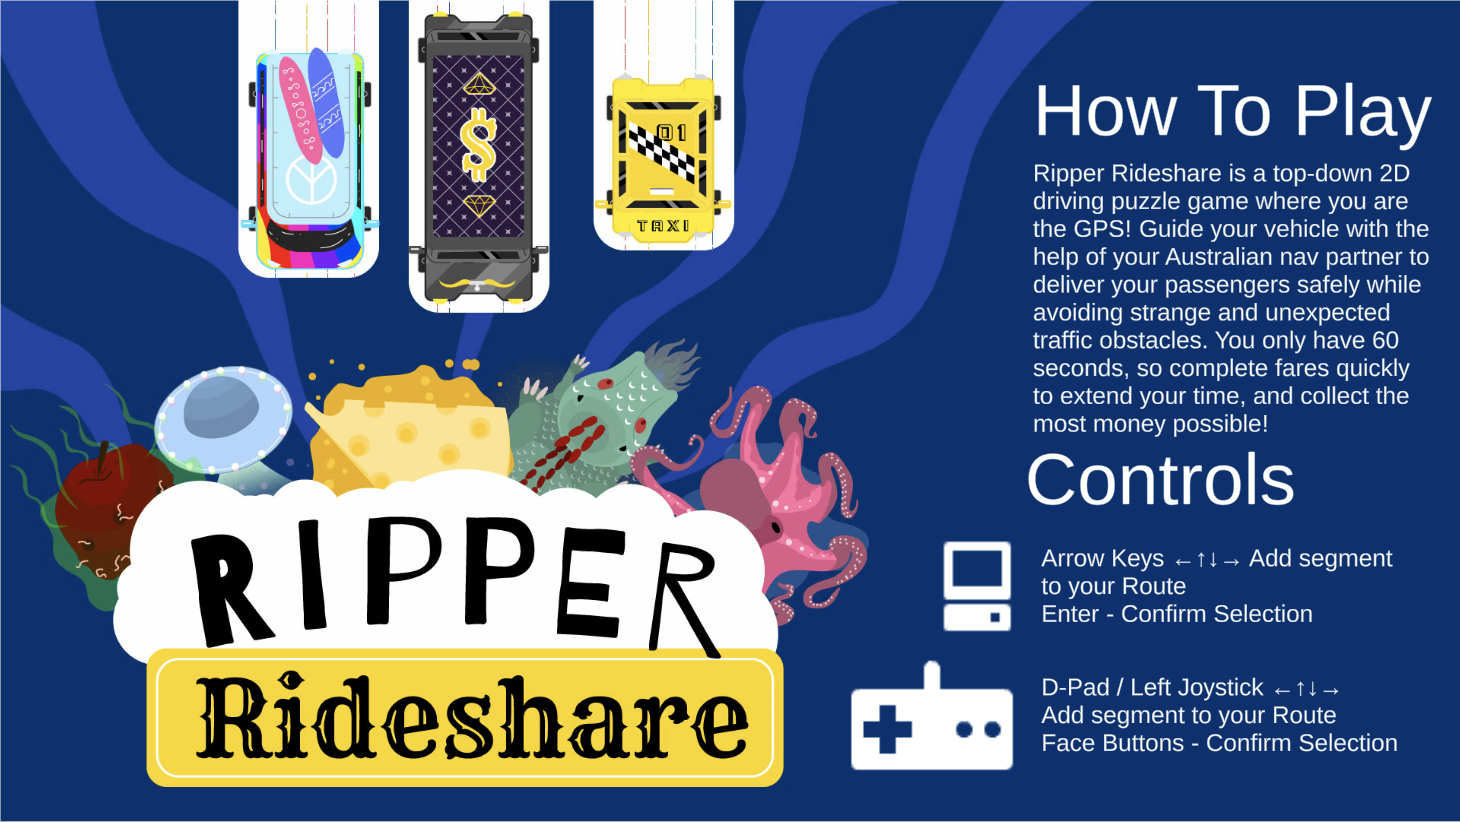 $
01
TAXI
RIPPER
Rideshare
How To Play
Ripper Rideshare is a top-down 2D
driving puzzle game where you are
the GPS! Guide your vehicle with the
help of your Australian nav partner to
deliver your passengers safely while
avoiding strange and unexpected
traffic obstacles. You only have 60
seconds, so complete fares quickly
to extend your time, and collect the
most money possible!
Controls
Arrow Keys ←↑↓→ Add segment
to your Route
Enter - Confirm Selection
D-Pad / Left Joystick ←↑↓→
Add segment to your Route
Face Buttons - Confirm Selection